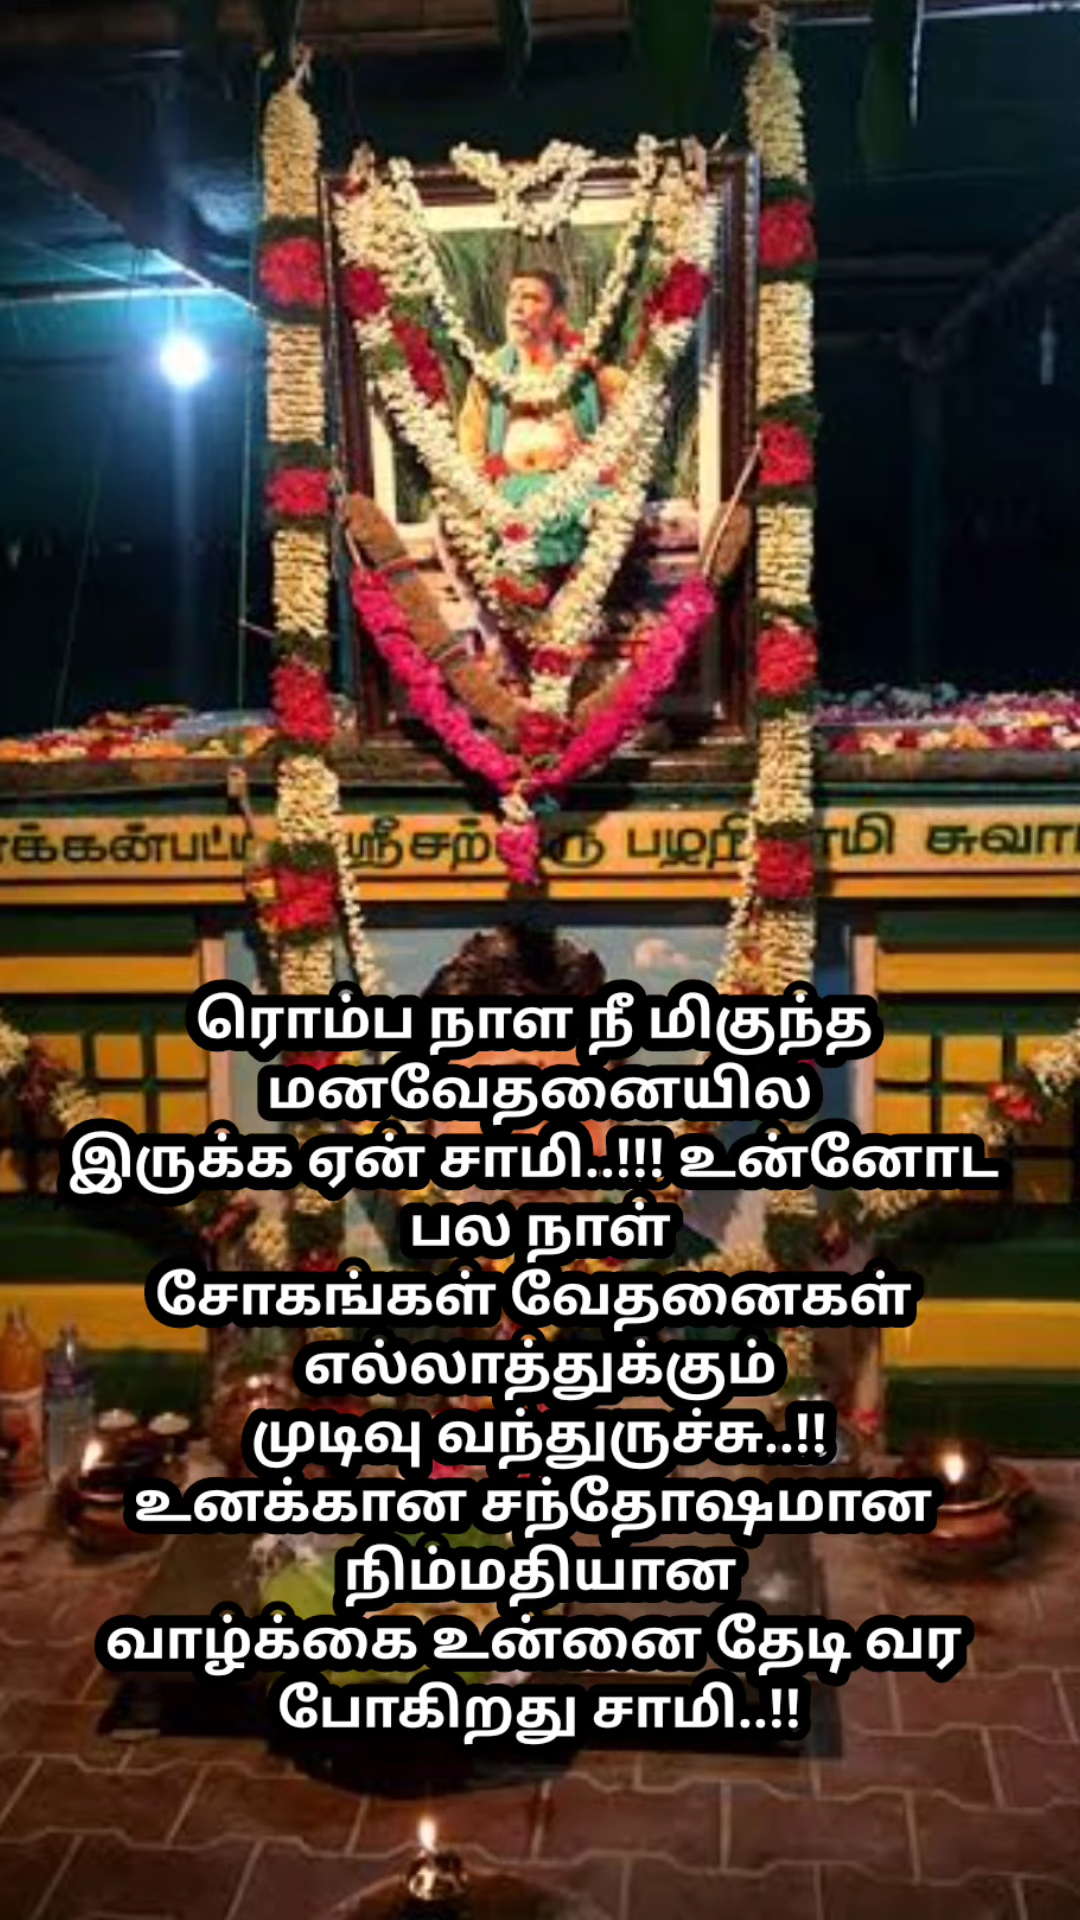 ஸ்ரீசற்
சுவா
ரொம்ப நாள நீ மிகுந்த
மனவேதனையில
இருக்க ஏன் சாமி..!!! உன்னோட
பல நாள்
சோகங்கள் வேதனைகள்
எல்லாத்துக்கும்
முடிவு வந்துருச்சு..!!
உனக்கான சந்தோஷமான
நிம்மதியான
வாழ்க்கை உன்னை தேடி வர
போகிறது சாமி..!!